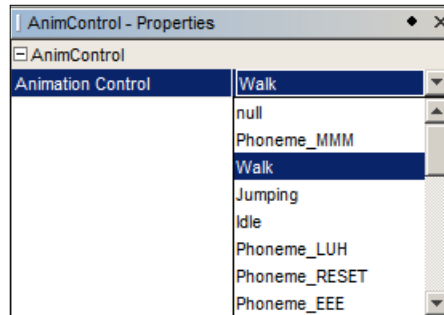 AnimControl - Properties
AnimControl
Animation Control Walk
null
Phoneme_MMM
Walk
Jumping
Idle
Phoneme_LUH
Phoneme_RESET
Phoneme_EEE